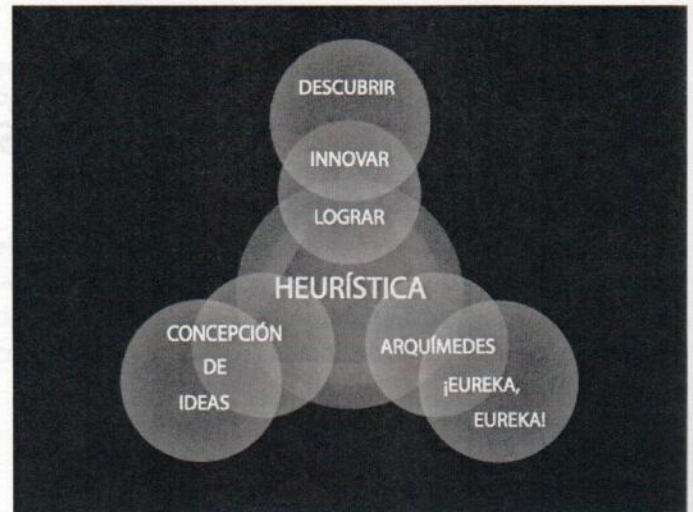 DESCUBRIR
INNOVAR
LOGRAR
HEURÍSTICA
CONCEPCIÓN
DE
IDEAS
ARQUÍMEDES
¡EUREKA,
EUREKA!